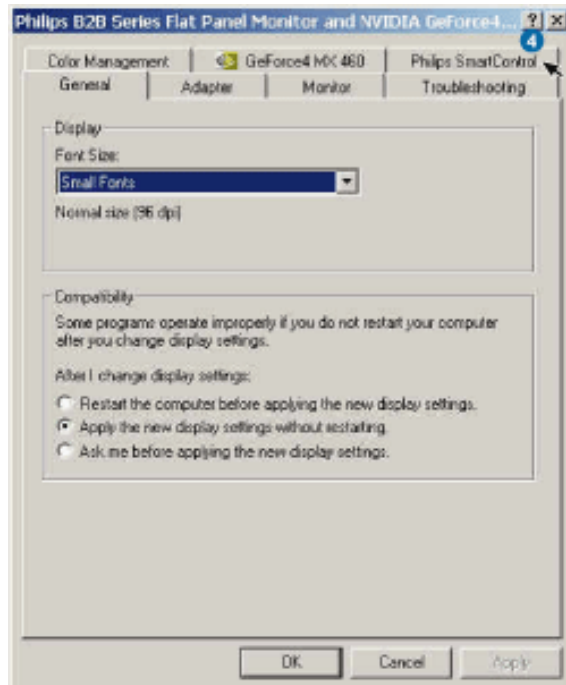 Philips B2B Series Flat Panel Monitor and NVIDIA GeForce4... ? X
4
Color Management GeForce4 MX 460 Philips SmartControl
General Adapter Monitor Troubleshooting
Display
Font Size:
Small Fonts
Normal size (96 dpi)
Compatibility
Some programs operate improperly if you do not restart your computer
after you change display settings.
After I change display settings:
Restart the computer before applying the new display settings.
Apply the new display settings without restarting.
Ask me before applying the new display settings.
OK Cancel Apply